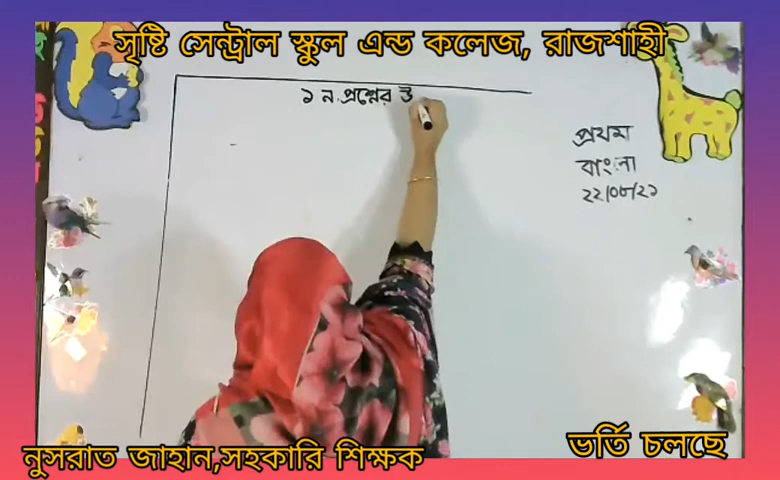 সৃষ্টি সেন্ট্রাল স্কুল এন্ড কলেজ, রাজশাহী
১ ন. প্রশ্নের উ
প্রথম
বাংলা
২২/০৮/২১
নুসরাত জাহান,সহকারি শিক্ষক
ভর্তি চলছে